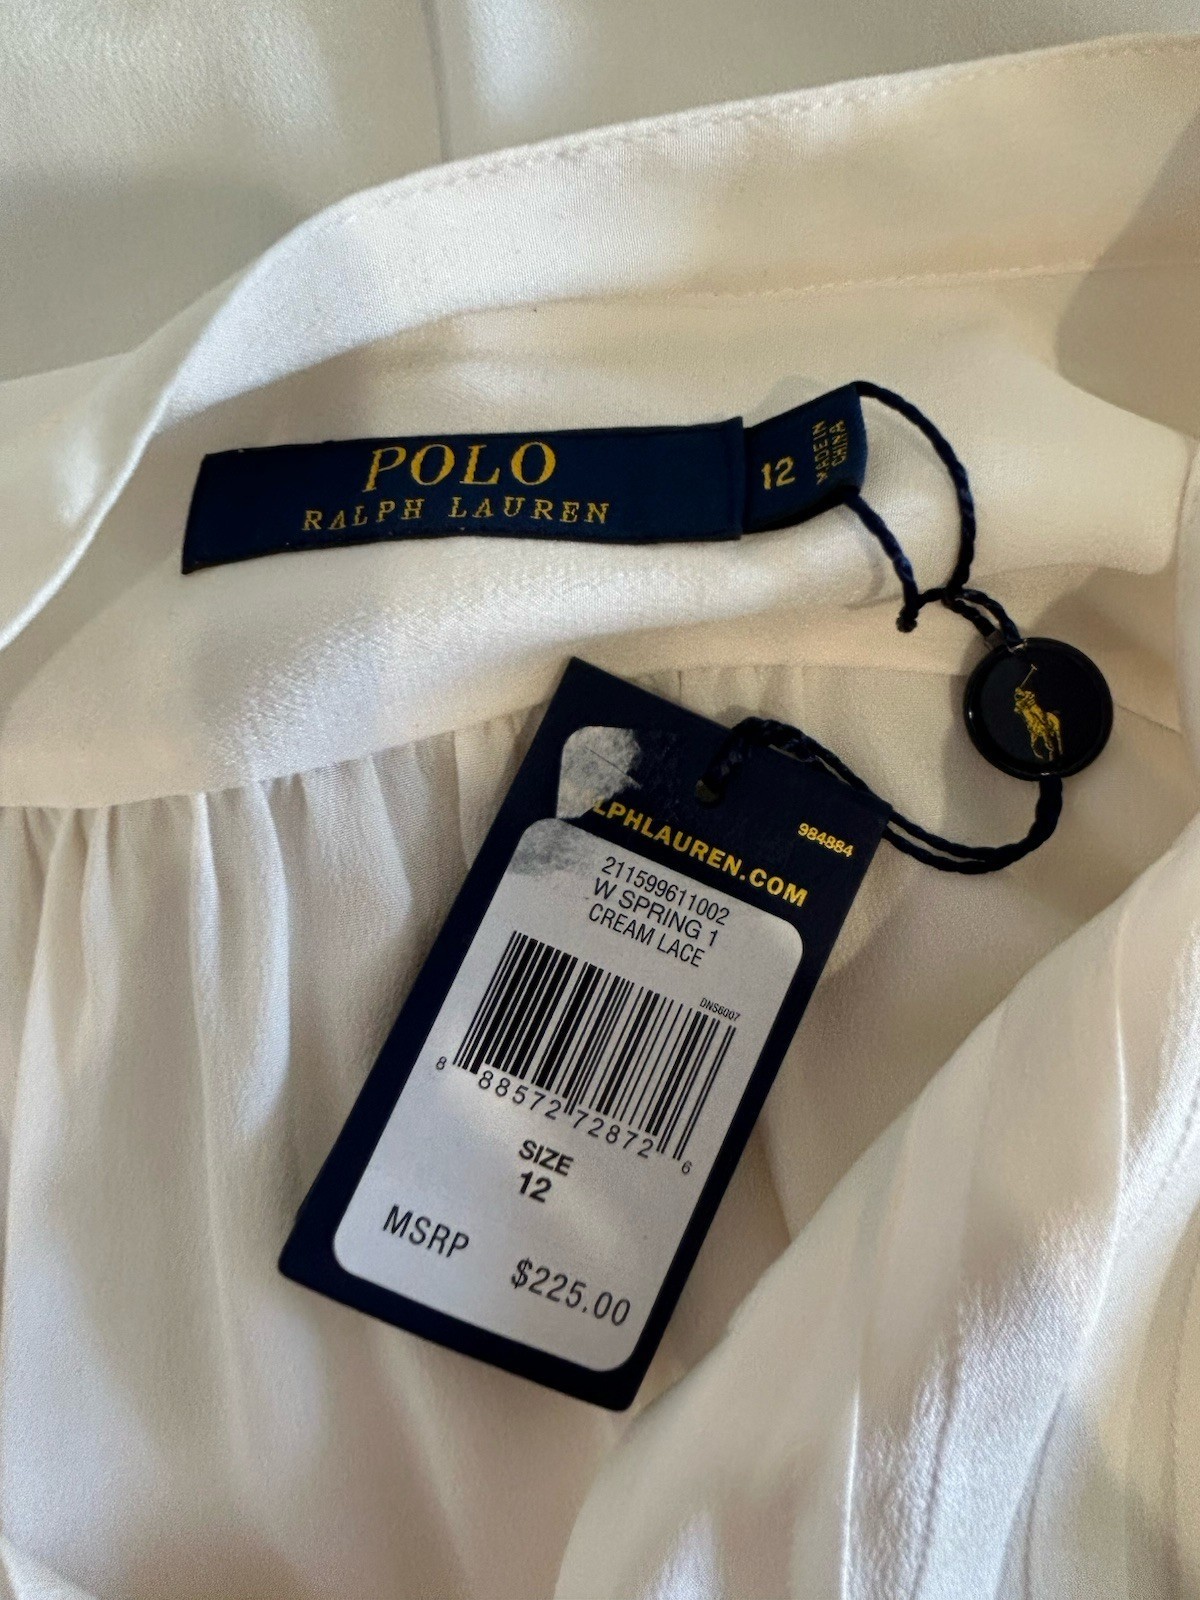 POLO
RALPH LAUREN
12
MADE IN
CHINA
LPHLAUREN.COM
984884
211599611002
W SPRING 1
CREAM LACE
DNS6007
8 88572 72872 6
SIZE
12
MSRP $225.00